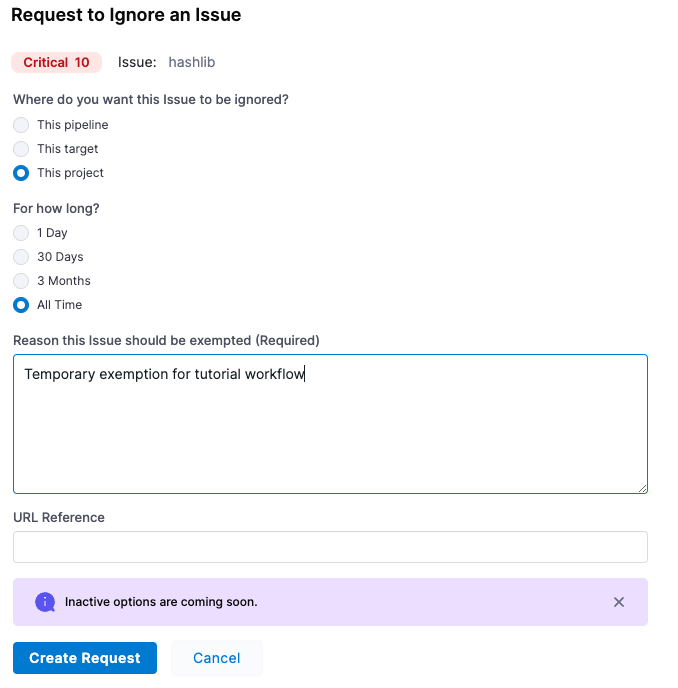 Request to Ignore an Issue
Critical 10 Issue: hashlib
Where do you want this Issue to be ignored?
This pipeline
This target
This project
For how long?
1 Day
30 Days
3 Months
All Time
Reason this Issue should be exempted (Required)
Temporary exemption for tutorial workflow
URL Reference
Inactive options are coming soon.
Create Request Cancel